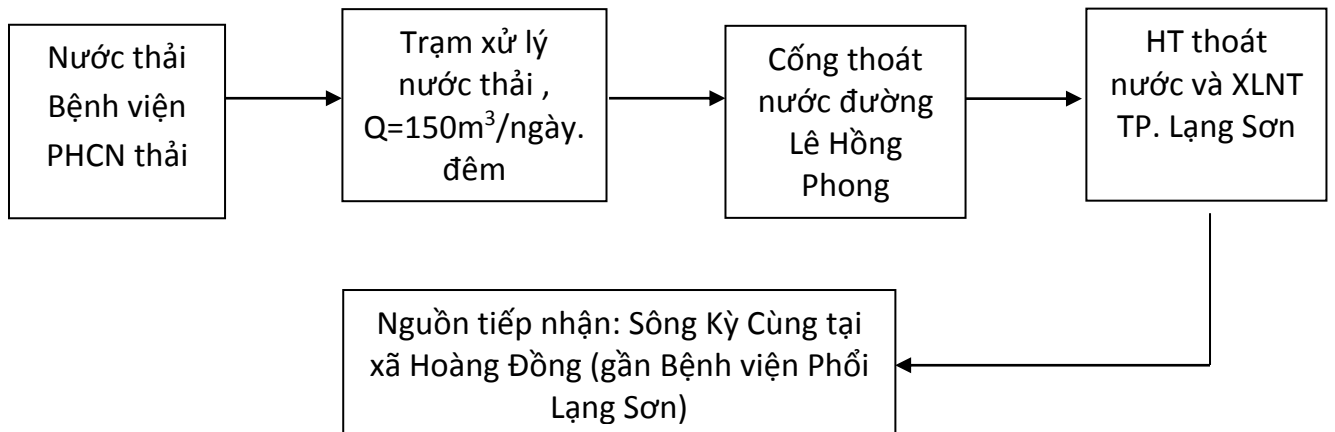 Nước thải
Bệnh viện
PHCN thải
Trạm xử lý
nước thải ,
Q=150m³/ngày.
đêm
Cống thoát
nước đường
Lê Hồng
Phong
HT thoát
nước và XLNT
TP. Lạng Sơn
Nguồn tiếp nhận: Sông Kỳ Cùng tại
xã Hoàng Đồng (gần Bệnh viện Phổi
Lạng Sơn)